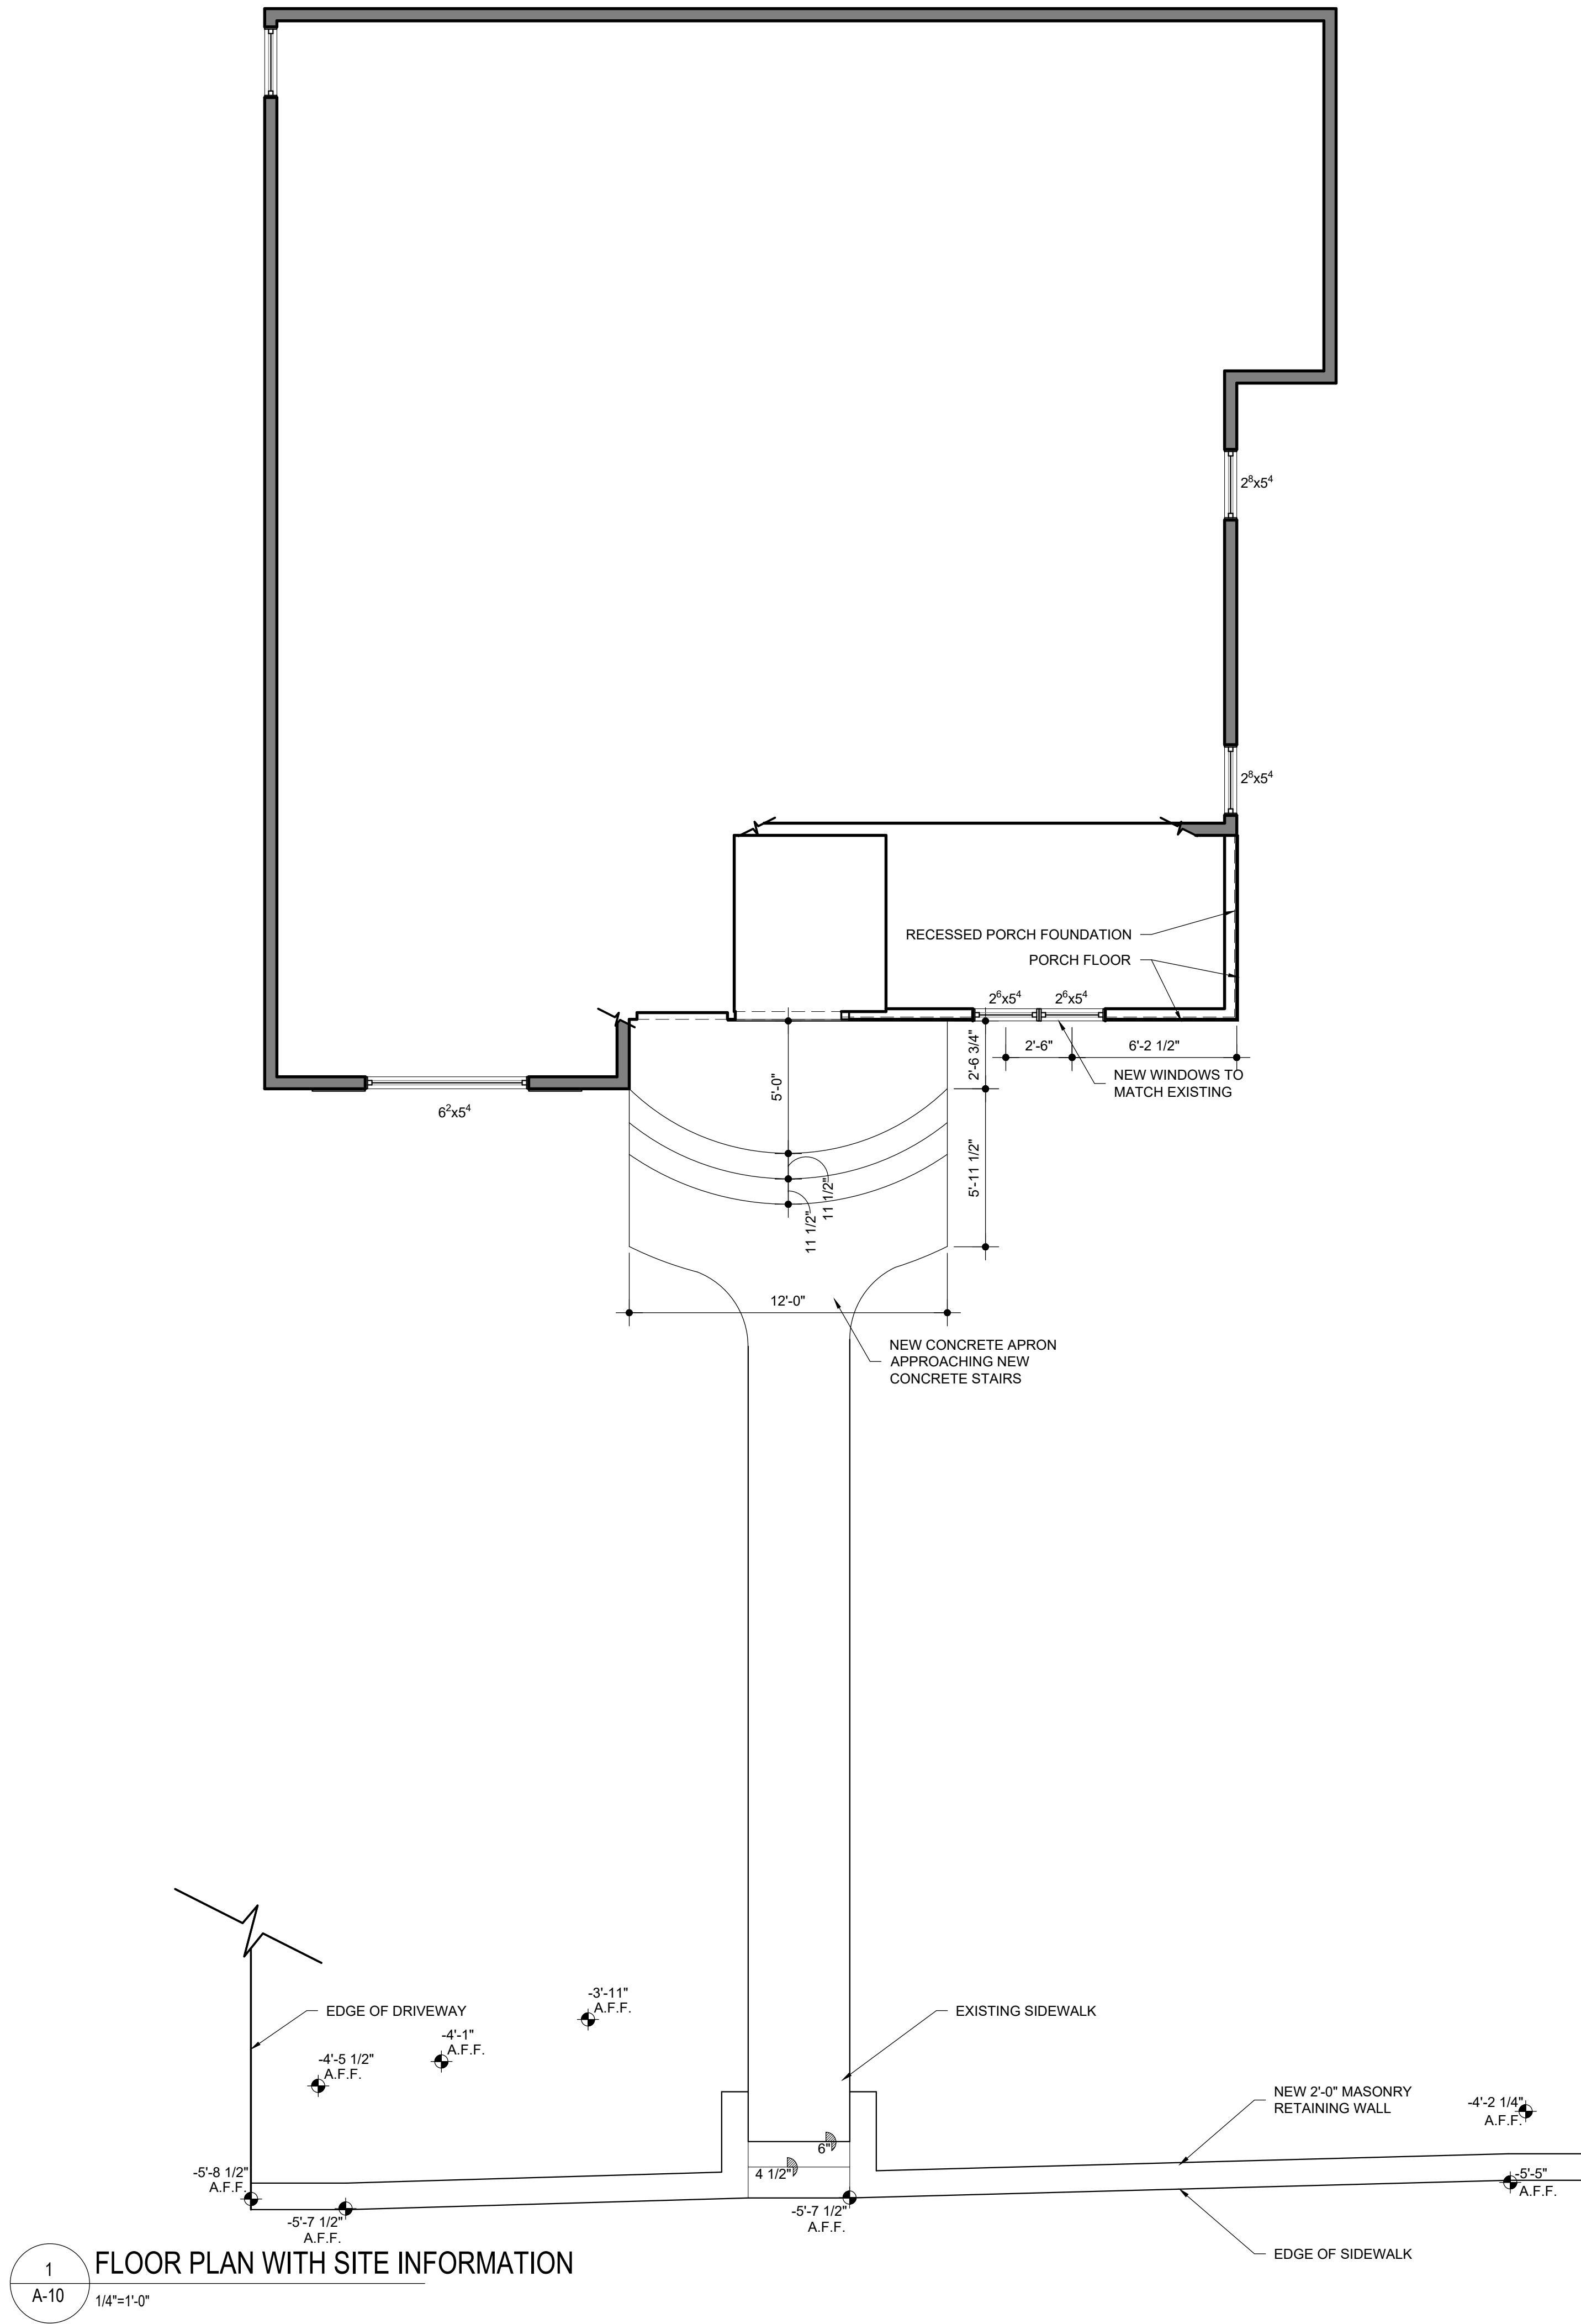 2⁸x5⁴
2⁸x5⁴
RECESSED PORCH FOUNDATION
PORCH FLOOR
2⁶x5⁴ 2⁶x5⁴
2'-6 3/4"
2'-6"
6'-2 1/2"
NEW WINDOWS TO
MATCH EXISTING
5'-0"
6²x5⁴
5'-11 1/2"
11 1/2"
11 1/2"
12'-0"
NEW CONCRETE APRON
APPROACHING NEW
CONCRETE STAIRS
-3'-11"
A.F.F.
EDGE OF DRIVEWAY
EXISTING SIDEWALK
-4'-1"
A.F.F.
-4'-5 1/2"
A.F.F.
NEW 2'-0" MASONRY
RETAINING WALL
-4'-2 1/4"
A.F.F.
6"
4 1/2"
-5'-8 1/2"
A.F.F.
-5'-5"
A.F.F.
-5'-7 1/2"
A.F.F.
-5'-7 1/2"
A.F.F.
EDGE OF SIDEWALK
1
A-10
FLOOR PLAN WITH SITE INFORMATION
1/4"=1'-0"